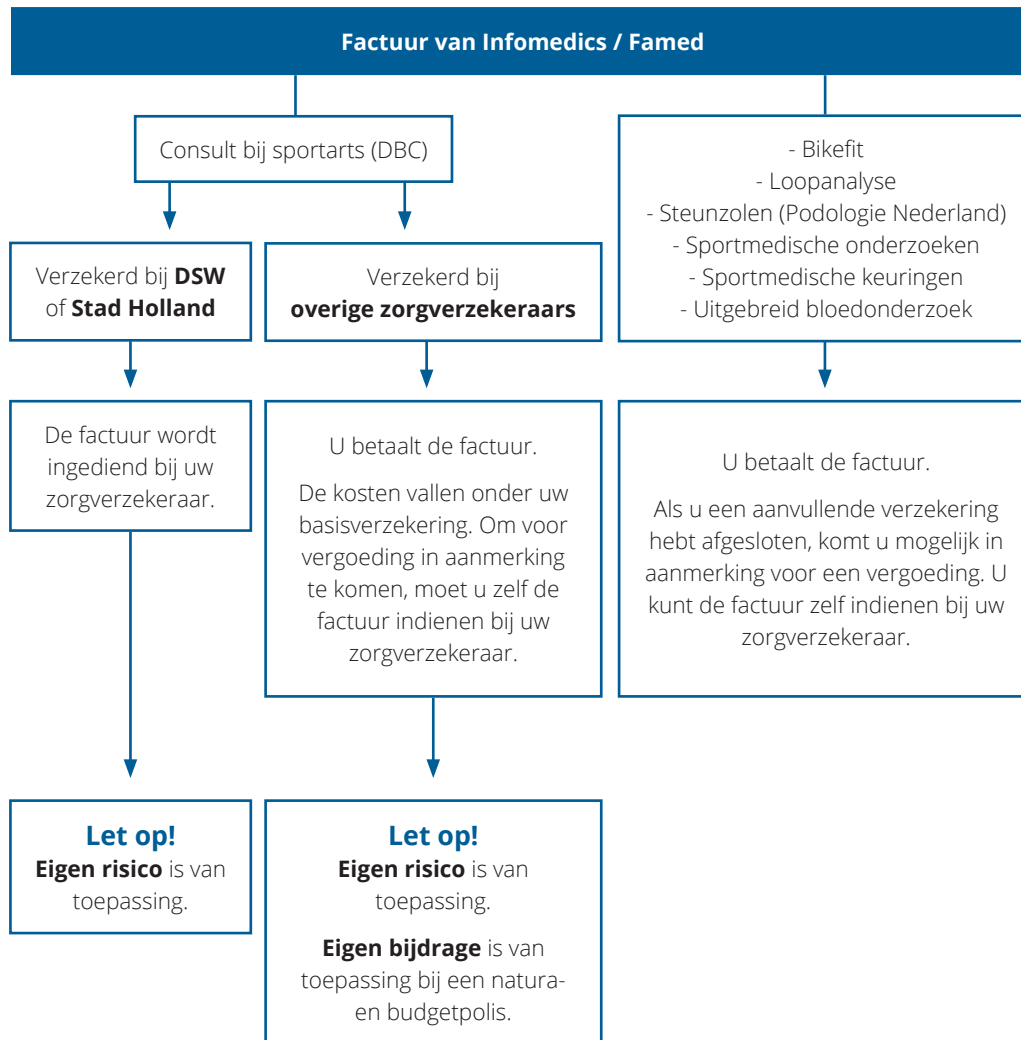 Factuur van Infomedics / Famed
Consult bij sportarts (DBC)
Verzekerd bij DSW
of Stad Holland
De factuur wordt
ingediend bij uw
zorgverzekeraar.
Let op!
Eigen risico is van
toepassing.
Verzekerd bij
overige zorgverzekeraars
U betaalt de factuur.
De kosten vallen onder uw
basisverzekering. Om voor
vergoeding in aanmerking
te komen, moet u zelf de
factuur indienen bij uw
zorgverzekeraar.
Let op!
Eigen risico is van
toepassing.
Eigen bijdrage is van
toepassing bij een natura-
en budgetpolis.
- Bikefit
- Loopanalyse
- Steunzolen (Podologie Nederland)
- Sportmedische onderzoeken
- Sportmedische keuringen
- Uitgebreid bloedonderzoek
U betaalt de factuur.
Als u een aanvullende verzekering
hebt afgesloten, komt u mogelijk in
aanmerking voor een vergoeding. U
kunt de factuur zelf indienen bij uw
zorgverzekeraar.